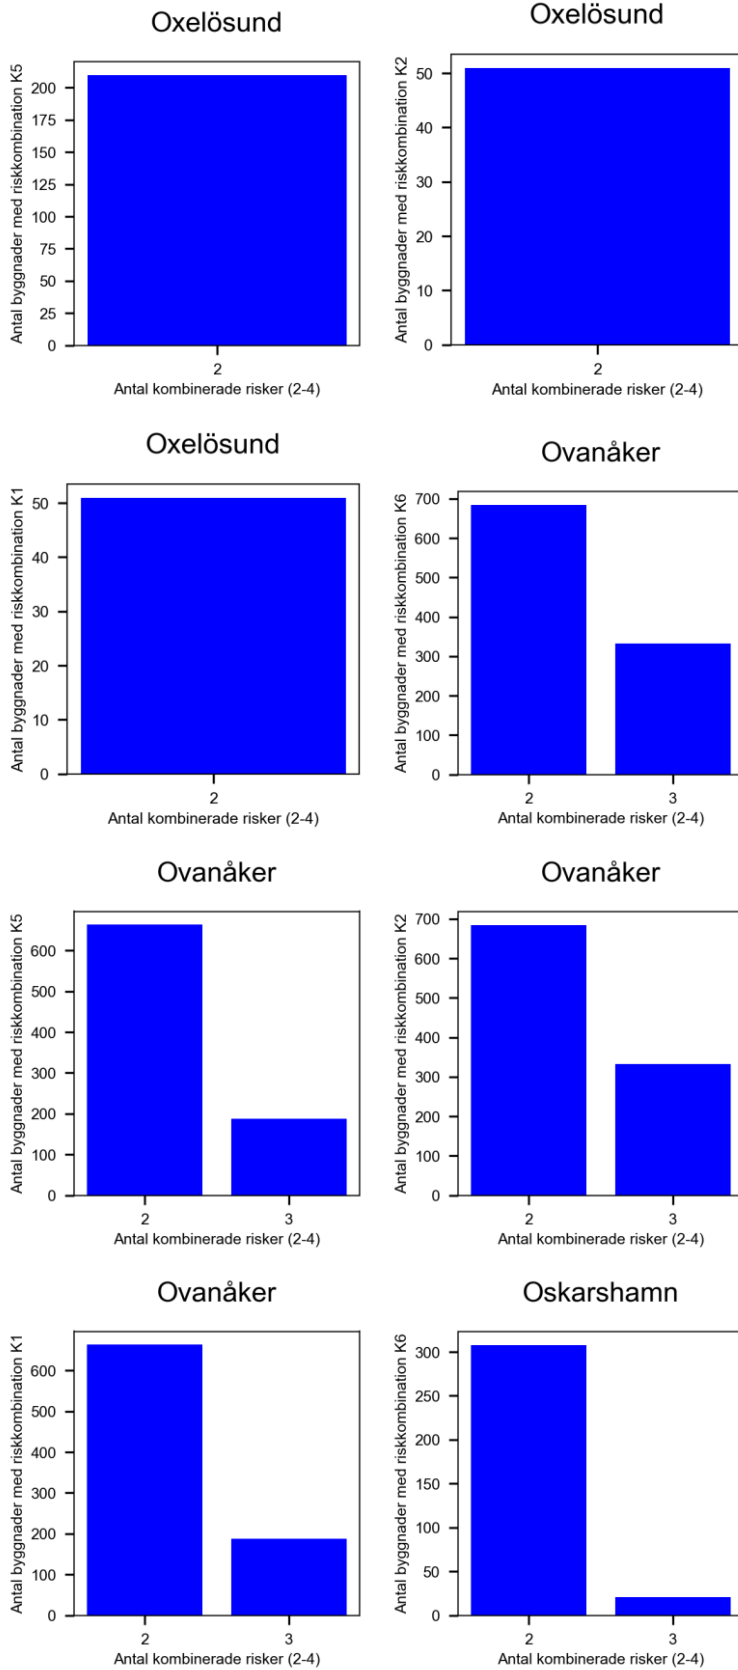 Oxelösund
Antal byggnader med riskkombination K5
200
175
150
125
100
75
50
25
0
2
Antal kombinerade risker (2-4)
Oxelösund
Antal byggnader med riskkombination K2
50
40
30
20
10
0
2
Antal kombinerade risker (2-4)
Oxelösund
Antal byggnader med riskkombination K1
50
40
30
20
10
0
2
Antal kombinerade risker (2-4)
Ovanåker
Antal byggnader med riskkombination K6
700
600
500
400
300
200
100
0
2 3
Antal kombinerade risker (2-4)
Ovanåker
Antal byggnader med riskkombination K5
600
500
400
300
200
100
0
2 3
Antal kombinerade risker (2-4)
Ovanåker
Antal byggnader med riskkombination K2
700
600
500
400
300
200
100
0
2 3
Antal kombinerade risker (2-4)
Ovanåker
Antal byggnader med riskkombination K1
600
500
400
300
200
100
0
2 3
Antal kombinerade risker (2-4)
Oskarshamn
Antal byggnader med riskkombination K6
300
250
200
150
100
50
0
2 3
Antal kombinerade risker (2-4)